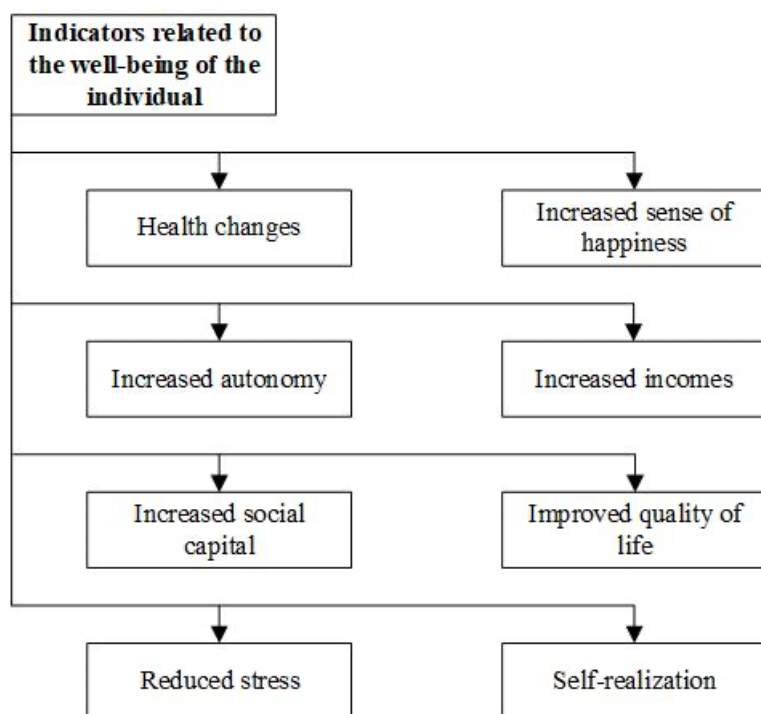 Indicators related to
the well-being of the
individual
Health changes
Increased sense of
happiness
Increased autonomy
Increased incomes
Increased social
capital
Improved quality of
life
Reduced stress
Self-realization